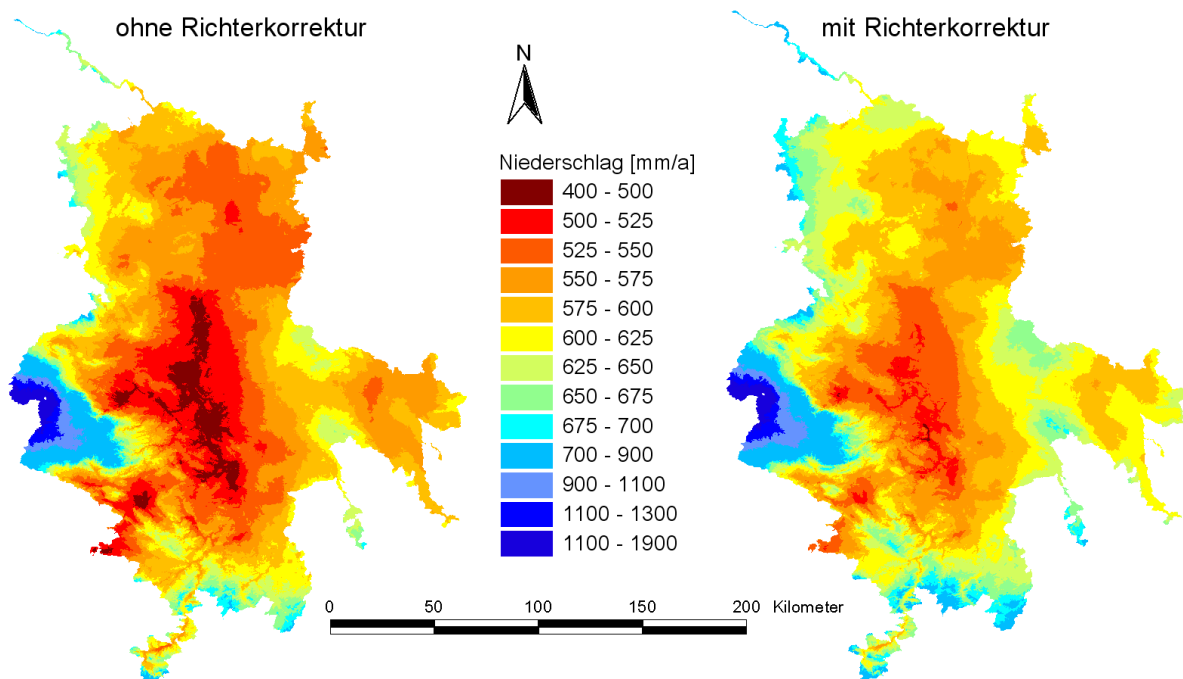 ohne Richterkorrektur
mit Richterkorrektur
N
Niederschlag [mm/a]
400 - 500
500 - 525
525 - 550
550 - 575
575 - 600
600 - 625
625 - 650
650 - 675
675 - 700
700 - 900
900 - 1100
1100 - 1300
1100 - 1900
0 50 100 150 200 Kilometer